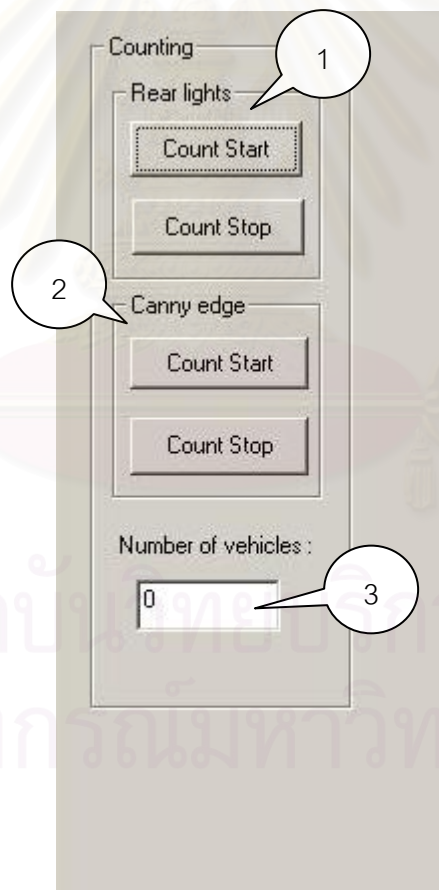 Counting
1
Rear lights
Count Start
Count Stop
2
Canny edge
Count Start
Count Stop
Number of vehicles :
0
3